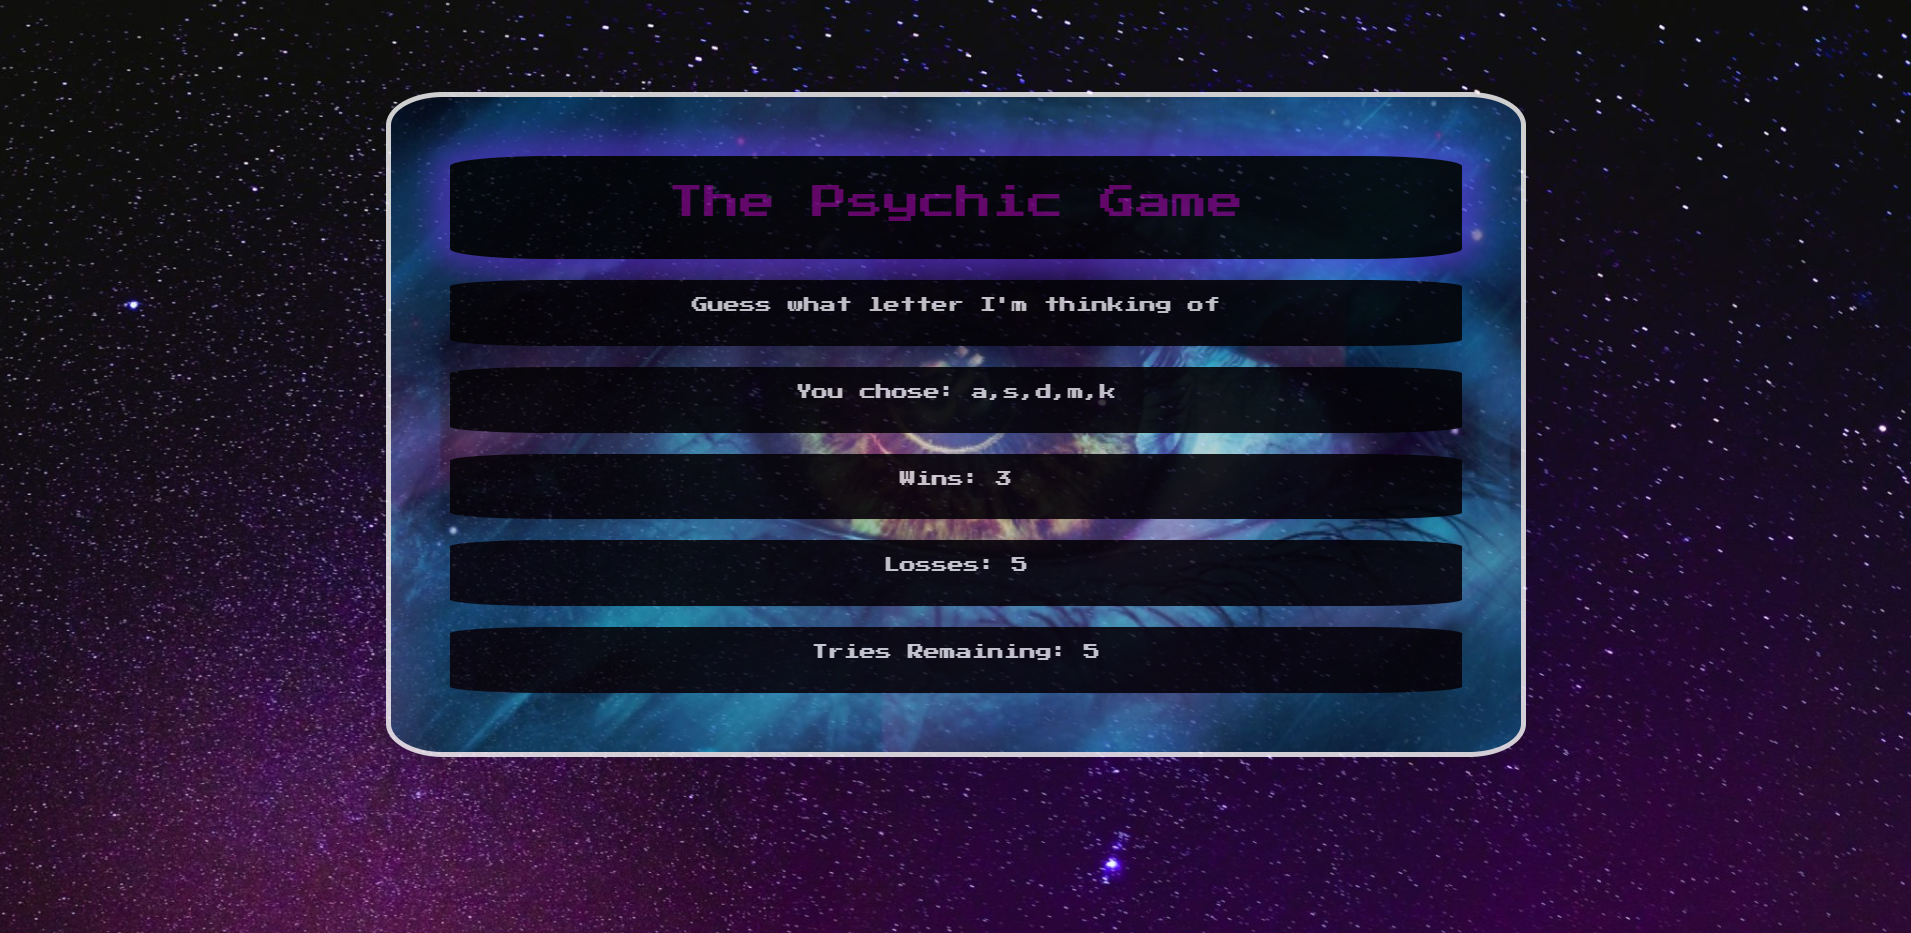 The Psychic Game
Guess what letter I'm thinking of
You chose: a,s,d,m,k
Wins: 3
Losses: 5
Tries Remaining: 5